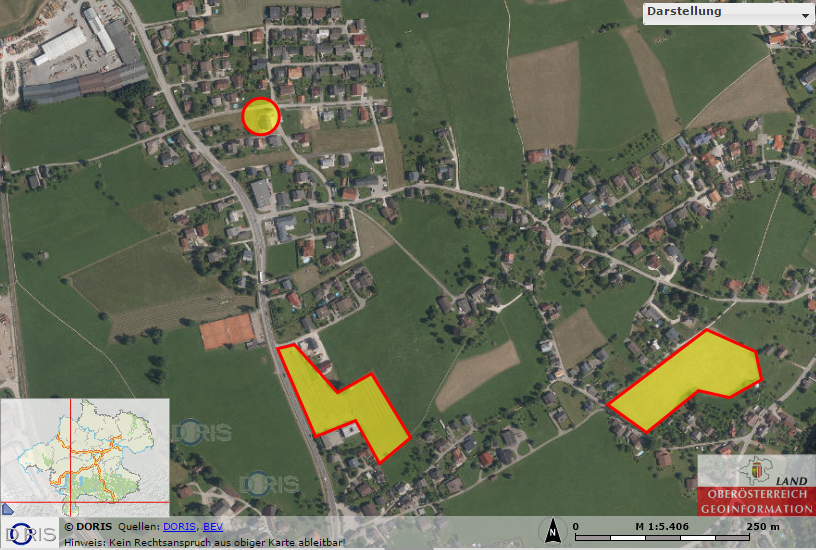 Darstellung
DORIS
DORIS
LAND
OBERÖSTERREICH
GEOINFORMATION
DORIS
© DORIS Quellen: DORIS, BEV
Hinweis: Kein Rechtsanspruch aus obiger Karte ableitbar!
0 M 1:5.406 250 m